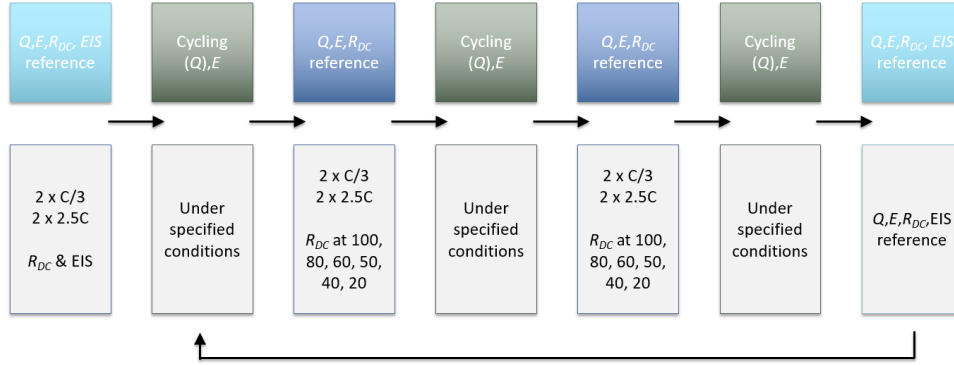 Q,E,R_DC, EIS
reference
Cycling
(Q),E
Q,E,R_DC
reference
Cycling
(Q),E
Q,E,R_DC
reference
Cycling
(Q),E
Q,E,R_DC, EIS
reference
2 x C/3
2 x 2.5C
R_DC & EIS
Under
specified
conditions
2 x C/3
2 x 2.5C
R_DC at 100,
80, 60, 50,
40, 20
Under
specified
conditions
2 x C/3
2 x 2.5C
R_DC at 100,
80, 60, 50,
40, 20
Under
specified
conditions
Q,E,R_DC,EIS
reference